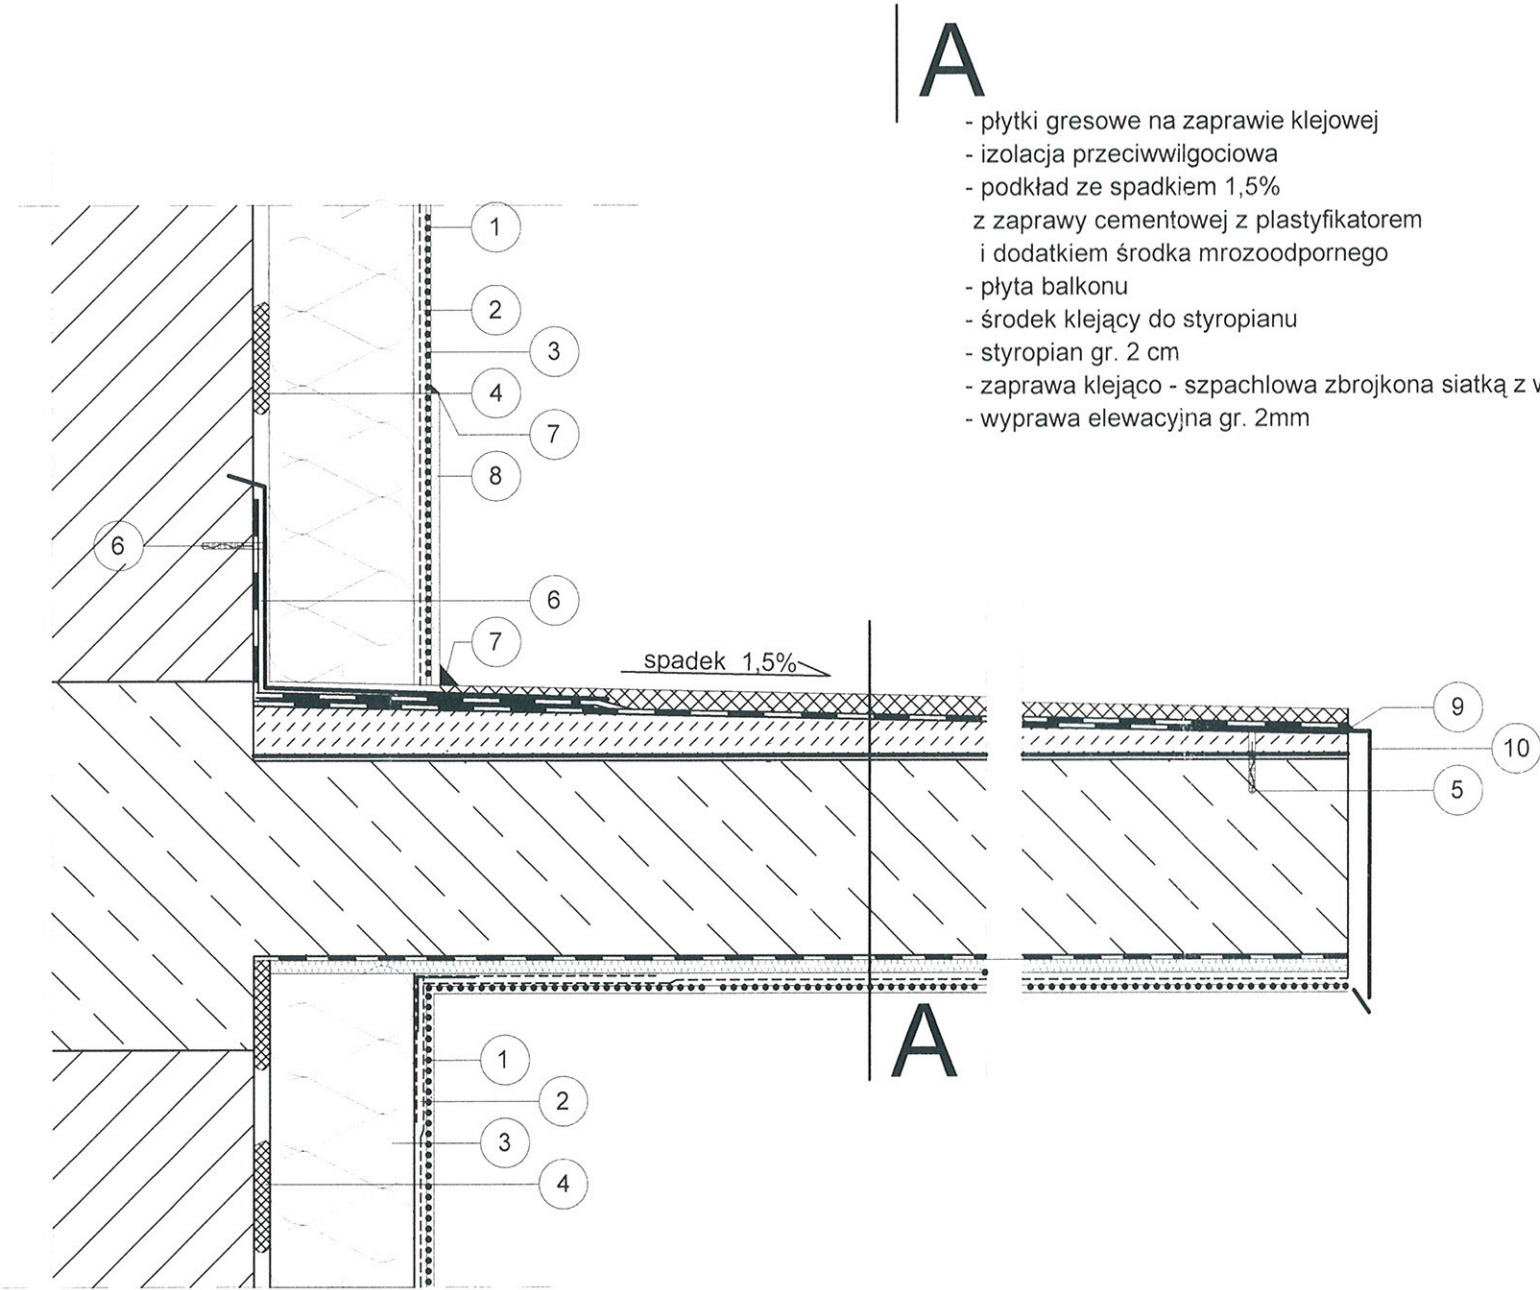 A
- płytki gresowe na zaprawie klejowej
- izolacja przeciwwilgociowa
- podkład ze spadkiem 1,5%
z zaprawy cementowej z plastyfikatorem
i dodatkiem środka mrozoodpornego
- płyta balkonu
- środek klejący do styropianu
- styropian gr. 2 cm
- zaprawa klejąco - szpachlowa zbrojkona siatką z
- wyprawa elewacyjna gr. 2mm
1
2
3
4
7
8
6
6
7
spadek 1,5%
9
10
5
A
1
2
3
4